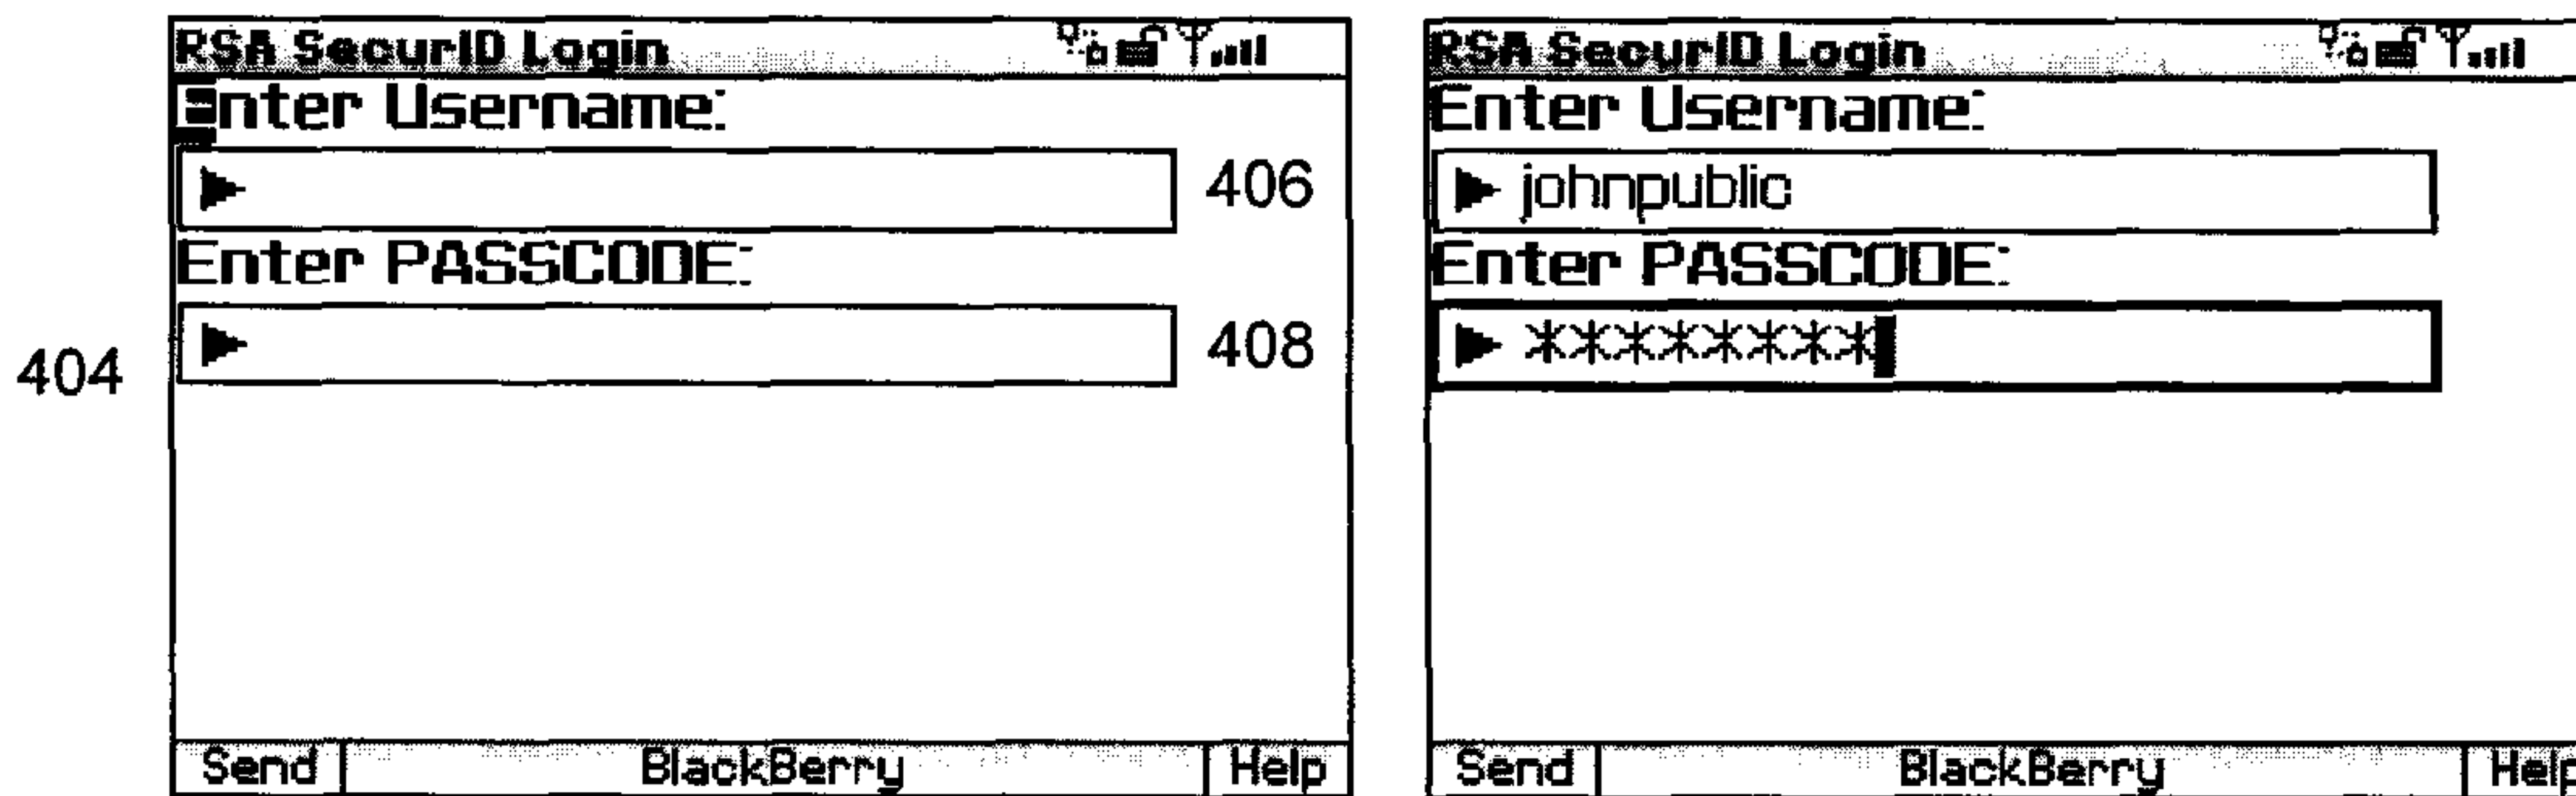 RSA SecurID Login
Enter Username:
406
Enter PASSCODE:
408
404
Send BlackBerry Help
RSA SecurID Login
Enter Username:
johnpublic
Enter PASSCODE:
********
Send BlackBerry Help